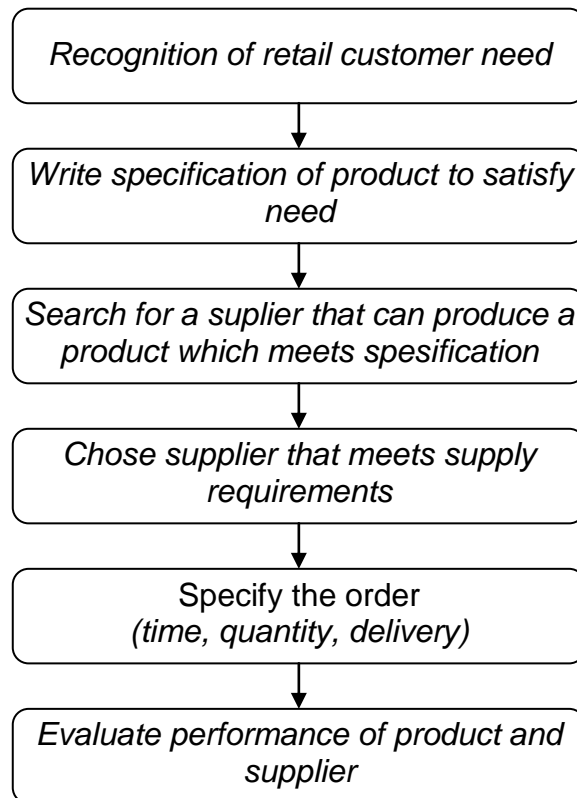 Recognition of retail customer need
Write specification of product to satisfy
need
Search for a suplier that can produce a
product which meets spesification
Chose supplier that meets supply
requirements
Specify the order
(time, quantity, delivery)
Evaluate performance of product and
supplier